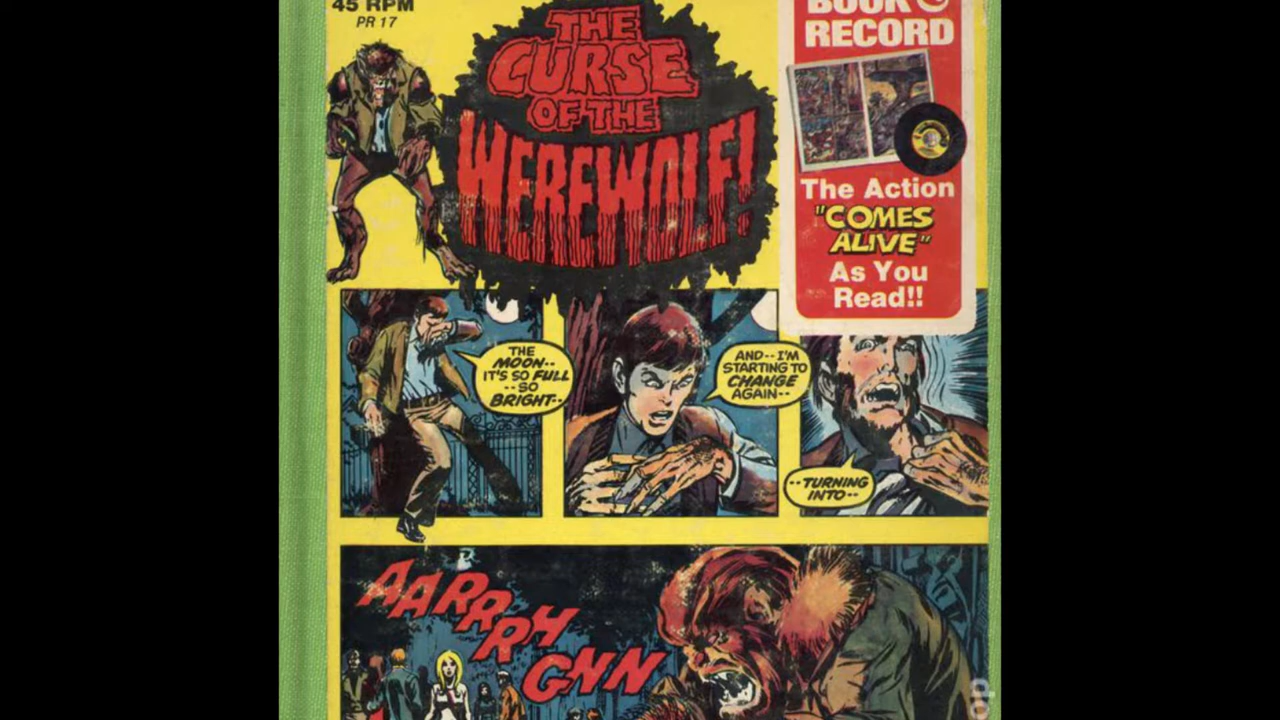 45 RPM
PR 17
THE
CURSE
OF THE
WEREWOLF!
BOOK &
RECORD
The Action
"COMES
ALIVE"
As You
Read!!
THE
MOON--
IT'S SO FULL
--SO
BRIGHT--
AND--I'M
STARTING TO
CHANGE
AGAIN--
--TURNING
INTO--
AARRRH
GNN